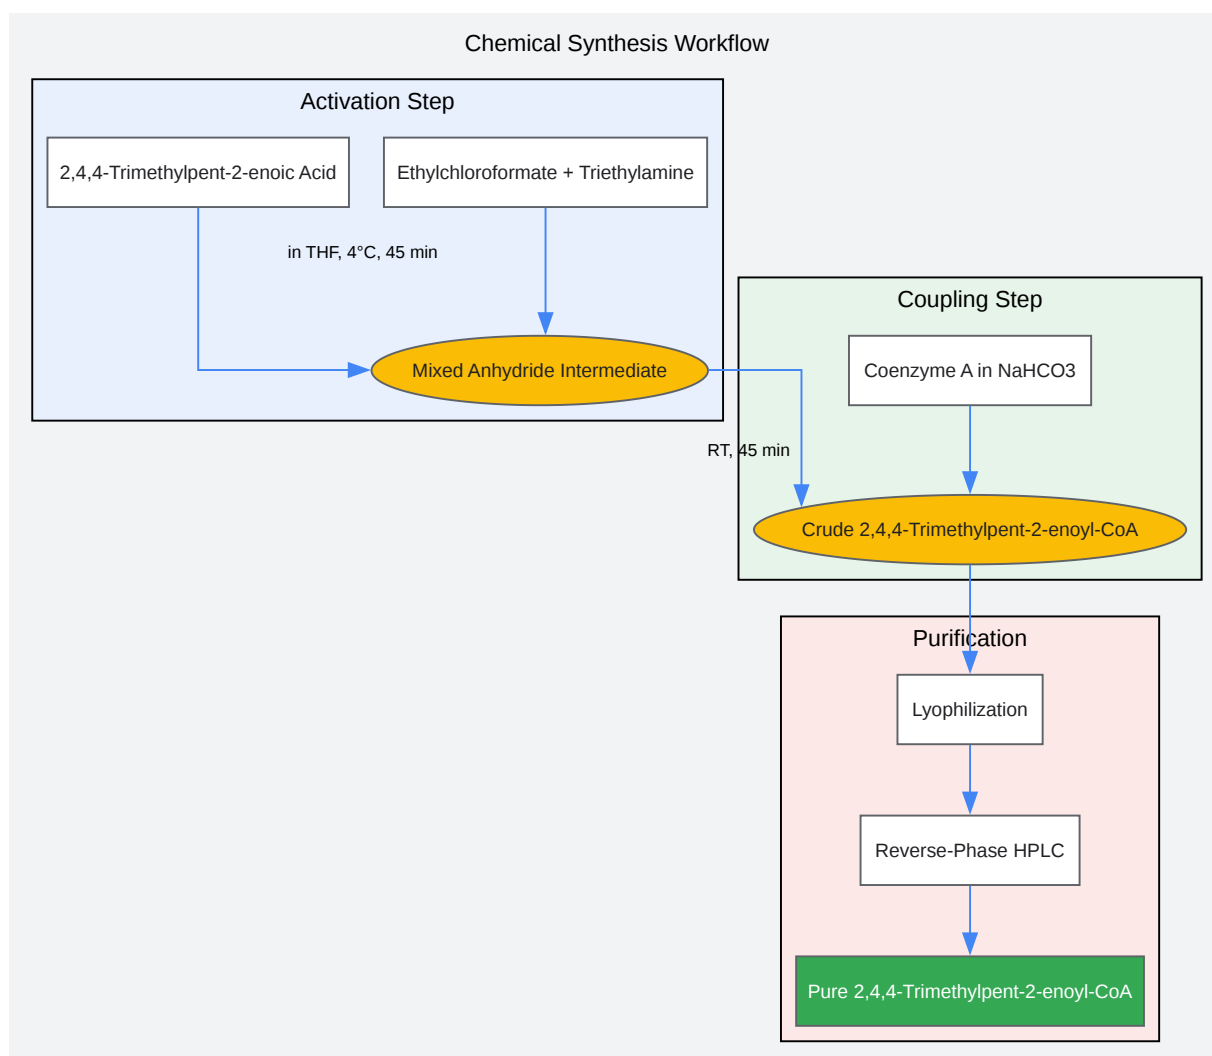 Chemical Synthesis Workflow
Activation Step
2,4,4-Trimethylpent-2-enoic Acid
Ethylchloroformate + Triethylamine
in THF, 4°C, 45 min
Mixed Anhydride Intermediate
Coupling Step
Coenzyme A in NaHCO3
RT, 45 min
Crude 2,4,4-Trimethylpent-2-enoyl-CoA
Purification
Lyophilization
Reverse-Phase HPLC
Pure 2,4,4-Trimethylpent-2-enoyl-CoA